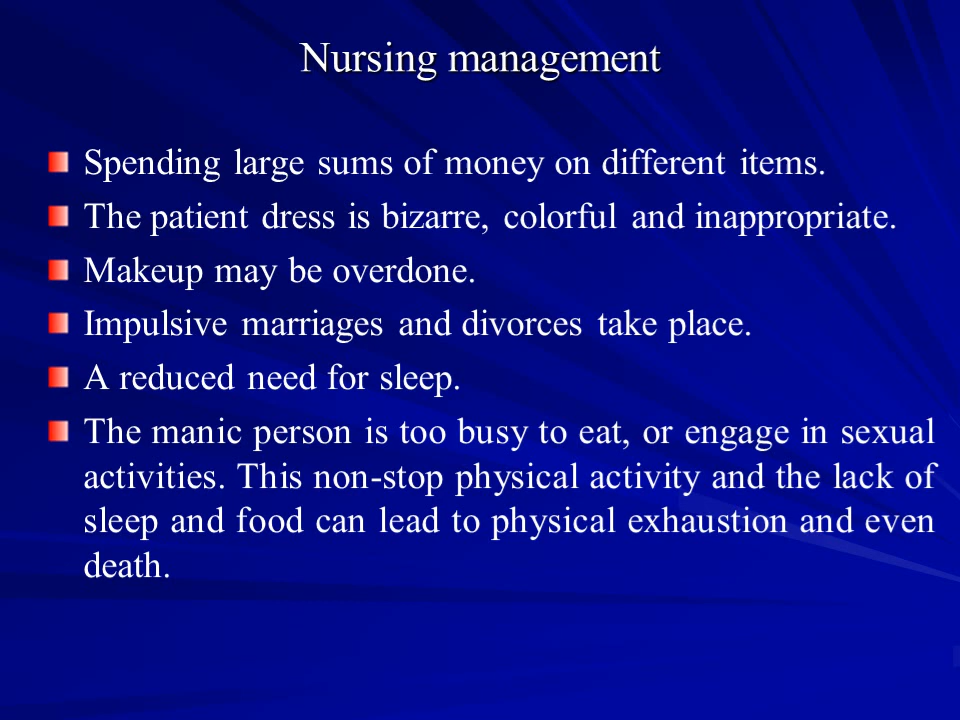 Nursing management
Spending large sums of money on different items.
The patient dress is bizarre, colorful and inappropriate.
Makeup may be overdone.
Impulsive marriages and divorces take place.
A reduced need for sleep.
The manic person is too busy to eat, or engage in sexual
activities. This non-stop physical activity and the lack of
sleep and food can lead to physical exhaustion and even
death.